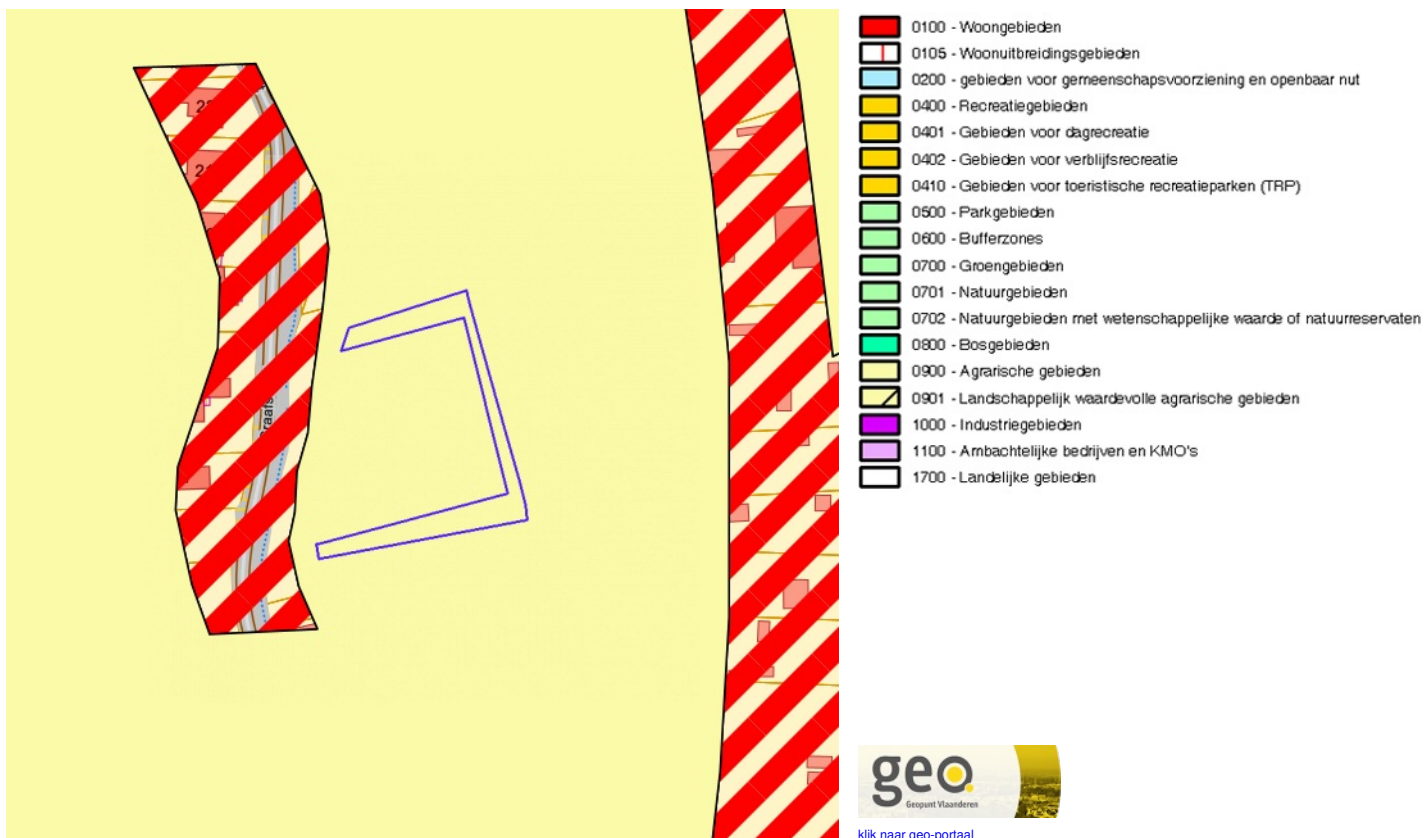 0100 - Woongebieden
0105 - Woonuitbreidingsgebieden
0200 - gebieden voor gemeenschapsvoorziening en openbaar nut
0400 - Recreatiegebieden
0401 - Gebieden voor dagrecreatie
0402 - Gebieden voor verblijfsrecreatie
0410 - Gebieden voor toeristische recreatieparken (TRP)
0500 - Parkgebieden
0600 - Bufferzones
0700 - Groengebieden
0701 - Natuurgebieden
0702 - Natuurgebieden met wetenschappelijke waarde of natuurreservaten
0800 - Bosgebieden
0900 - Agrarische gebieden
0901 - Landschappelijk waardevolle agrarische gebieden
1000 - Industriegebieden
1100 - Ambachtelijke bedrijven en KMO's
1700 - Landelijke gebieden
geo.
Geopunt Vlaanderen
klik naar geo-portaal